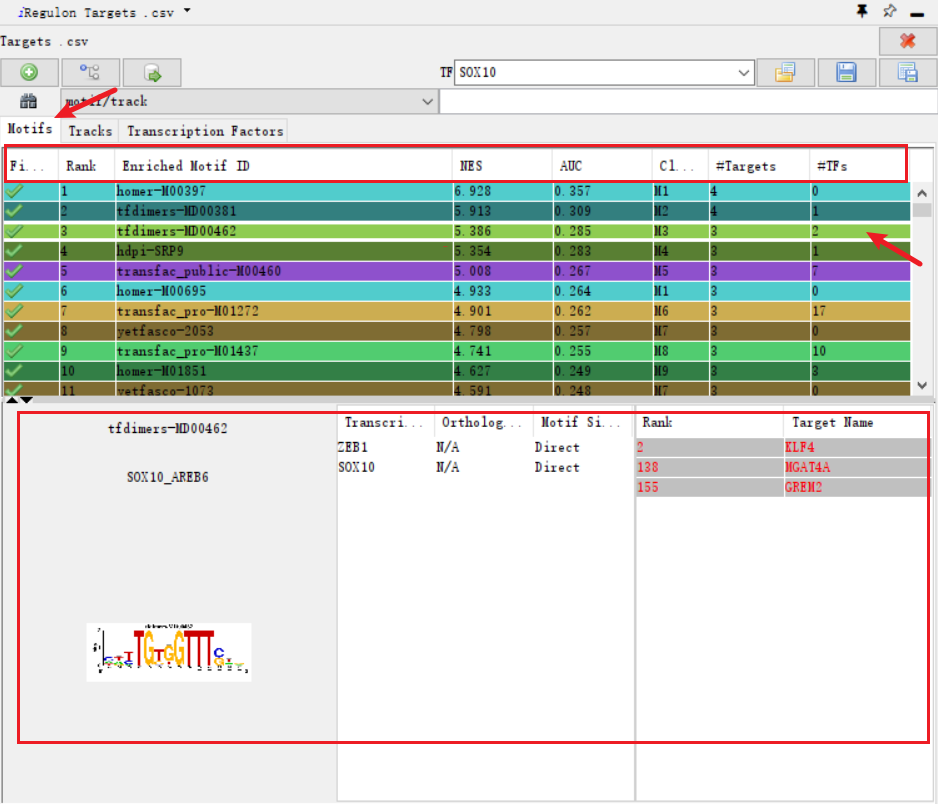 iRegulon Targets .csv
Targets .csv
TF SOX10
motif/track
Motifs Tracks Transcription Factors
Fi... Rank Enriched Motif ID NES AUC Cl... #Targets #TFs
1 homer-M00397 6.928 0.357 M1 4 0
2 tfdimers-MD00381 5.913 0.309 M2 4 1
3 tfdimers-MD00462 5.386 0.285 M3 3 2
4 hdpi-SRP9 5.354 0.283 M4 3 1
5 transfac_public-M00460 5.008 0.267 M5 3 7
6 homer-M00695 4.933 0.264 M1 3 0
7 transfac_pro-M01272 4.901 0.262 M6 3 17
8 yetfasco-2053 4.798 0.257 M7 3 0
9 transfac_pro-M01437 4.741 0.255 M8 3 10
10 homer-M01851 4.627 0.249 M9 3 3
11 yetfasco-1073 4.591 0.248 M7 3 0
tfdimers-MD00462
SOX10_AREB6
Transcri... Ortholog... Motif Si...
ZEB1 N/A Direct
SOX10 N/A Direct
Rank Target Name
2 KLF4
138 MGAT4A
155 GREM2
TGTGGTTTC